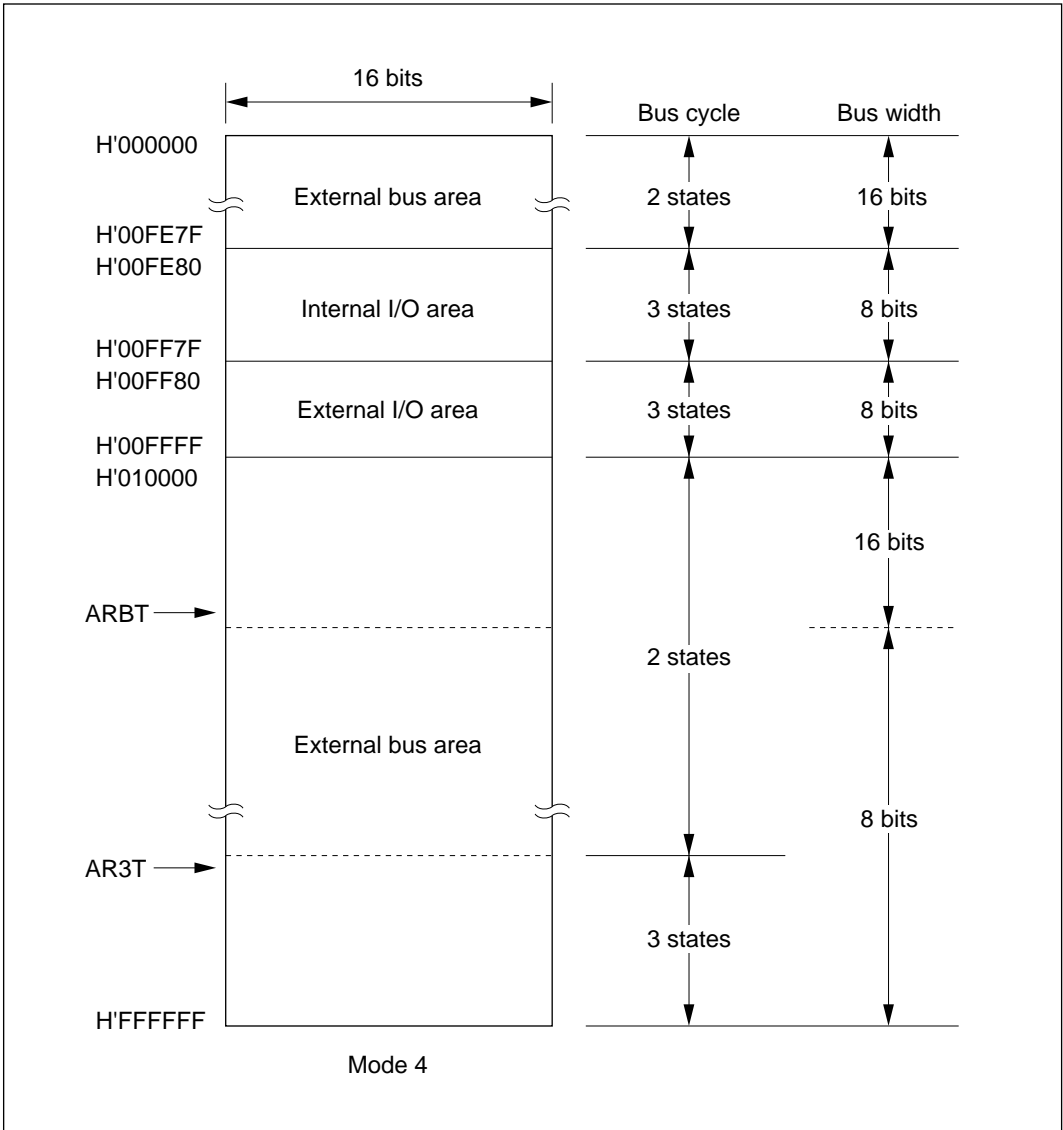 16 bits
Bus cycle Bus width
H'000000
External bus area 2 states 16 bits
H'00FE7F
H'00FE80
Internal I/O area 3 states 8 bits
H'00FF7F
H'00FF80
External I/O area 3 states 8 bits
H'00FFFF
H'010000
16 bits
ARBT
2 states
External bus area
8 bits
AR3T
3 states
H'FFFFFF
Mode 4